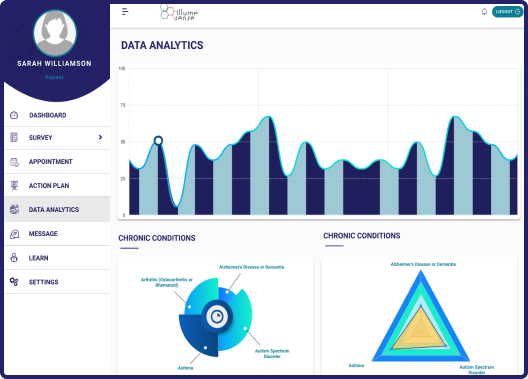 SARAH WILLIAMSON
Patient
DASHBOARD
SURVEY
APPOINTMENT
ACTION PLAN
DATA ANALYTICS
MESSAGE
LEARN
SETTINGS
Illume
sense
LOGOUT
DATA ANALYTICS
100
75
50
25
0
CHRONIC CONDITIONS
Alzheimer's Disease or Dementia
Arthritis (Osteoarthritis or
Rhematoid)
Autism Spectrum
Disorder
Asthma
CHRONIC CONDITIONS
Alzheimer's Disease or Dementia
Asthma
Autism Spectrum
Disorder